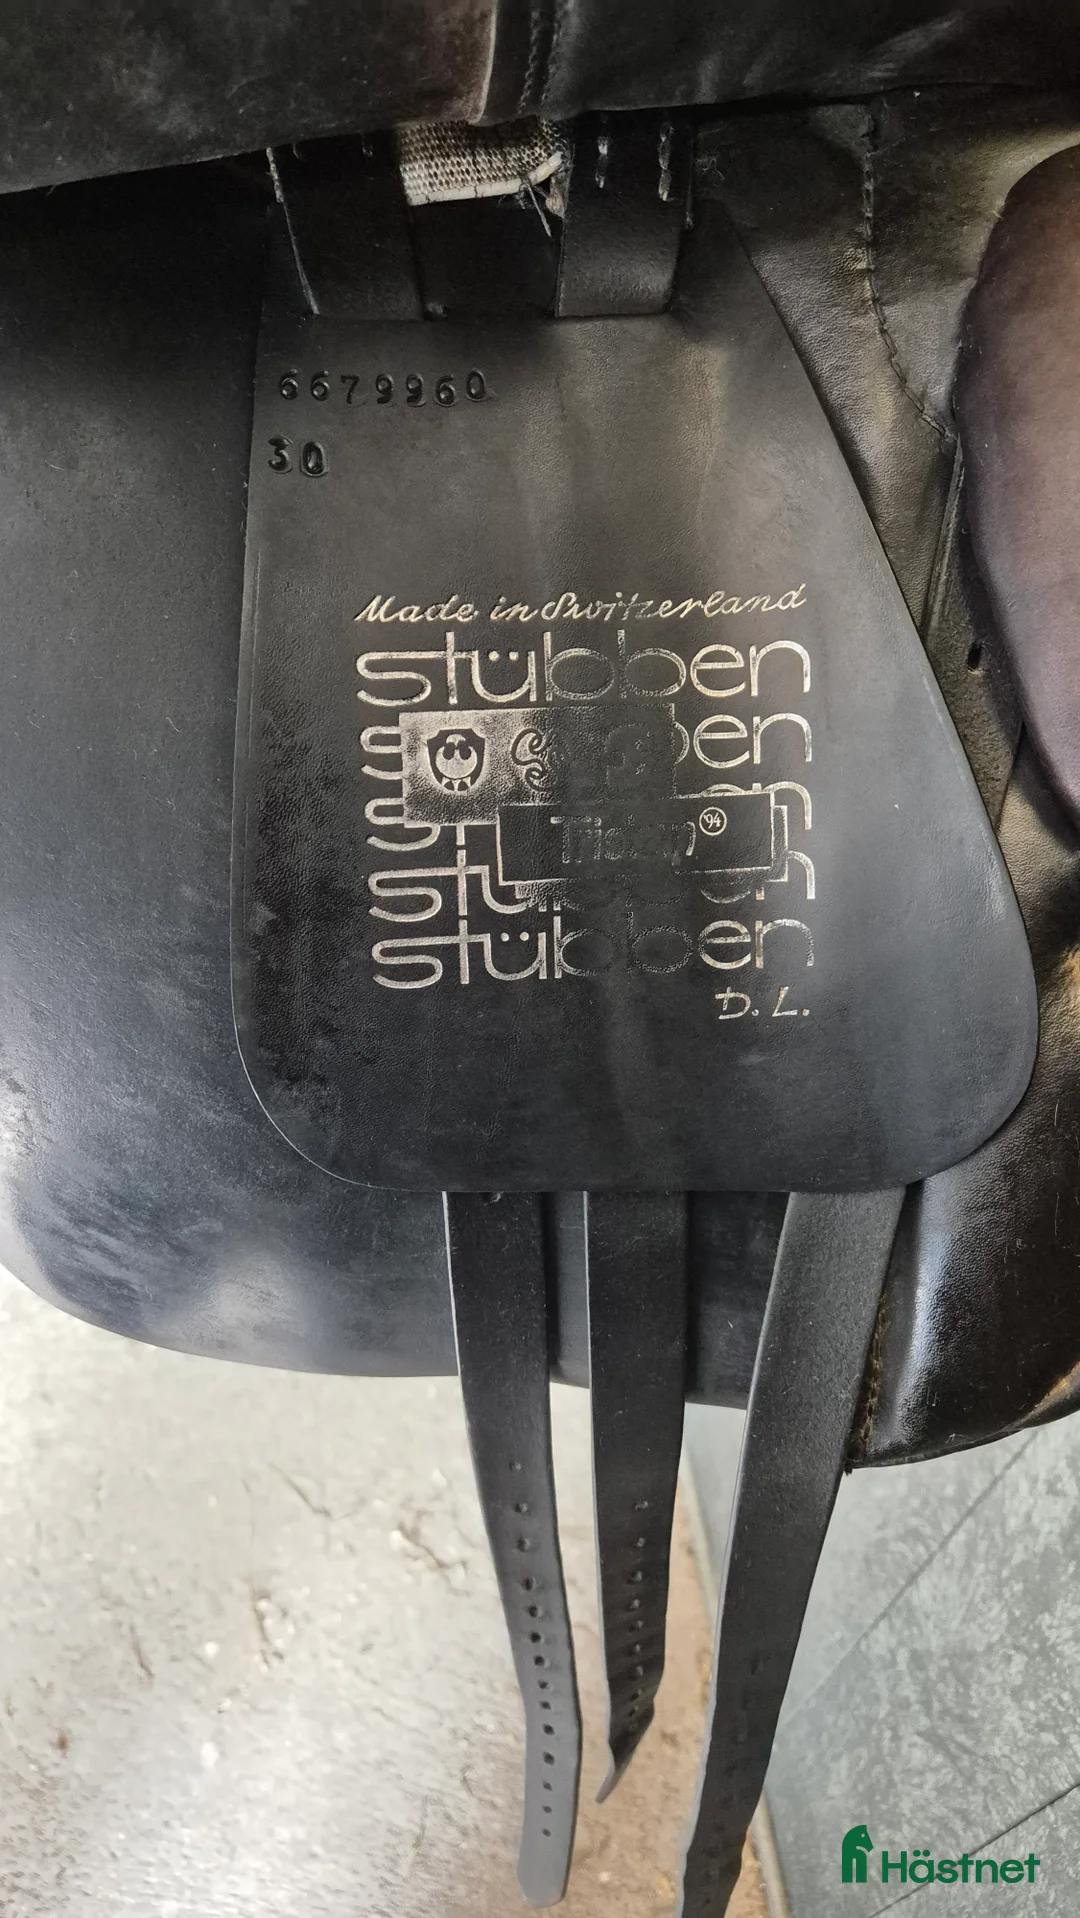 6679960
30
Made in Switzerland
stübben
Tristan '94
stübben
stübben
D. L.
Hästnet